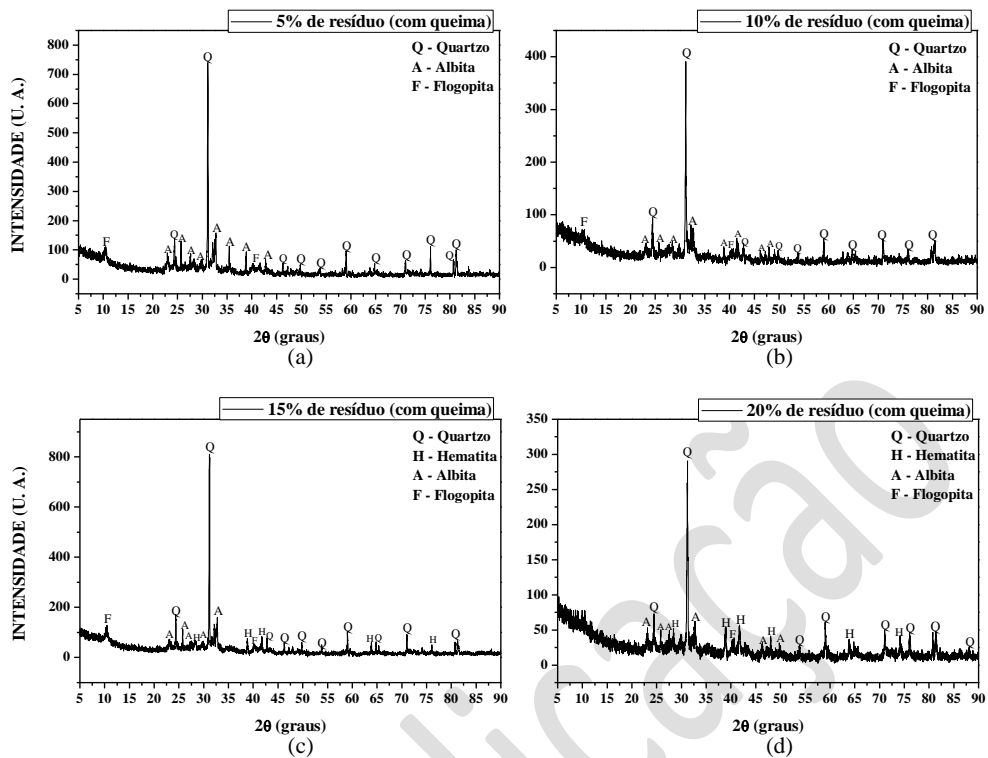 5% de resíduo (com queima)
Q - Quartzo
A - Albita
F - Flogopita
INTENSIDADE (U. A.)
800
700
600
500
400
300
200
100
0
F A Q A A A Q A A A F A Q Q Q Q Q Q Q Q Q
5 10 15 20 25 30 35 40 45 50 55 60 65 70 75 80 85 90
2θ (graus)
(a)
10% de resíduo (com queima)
Q - Quartzo
A - Albita
F - Flogopita
400
300
200
100
0
F A Q A A Q A A F A Q A A Q Q Q Q Q Q Q
5 10 15 20 25 30 35 40 45 50 55 60 65 70 75 80 85 90
2θ (graus)
(b)
15% de resíduo (com queima)
Q - Quartzo
H - Hematita
A - Albita
F - Flogopita
INTENSIDADE (U. A.)
800
600
400
200
0
F A Q A A H A Q A H F H Q Q Q Q Q H Q Q H Q
5 10 15 20 25 30 35 40 45 50 55 60 65 70 75 80 85 90
2θ (graus)
(c)
20% de resíduo (com queima)
Q - Quartzo
H - Hematita
A - Albita
F - Flogopita
350
300
250
200
150
100
50
0
A Q A A H Q A H F H A H A Q Q H Q H Q Q Q
5 10 15 20 25 30 35 40 45 50 55 60 65 70 75 80 85 90
2θ (graus)
(d)